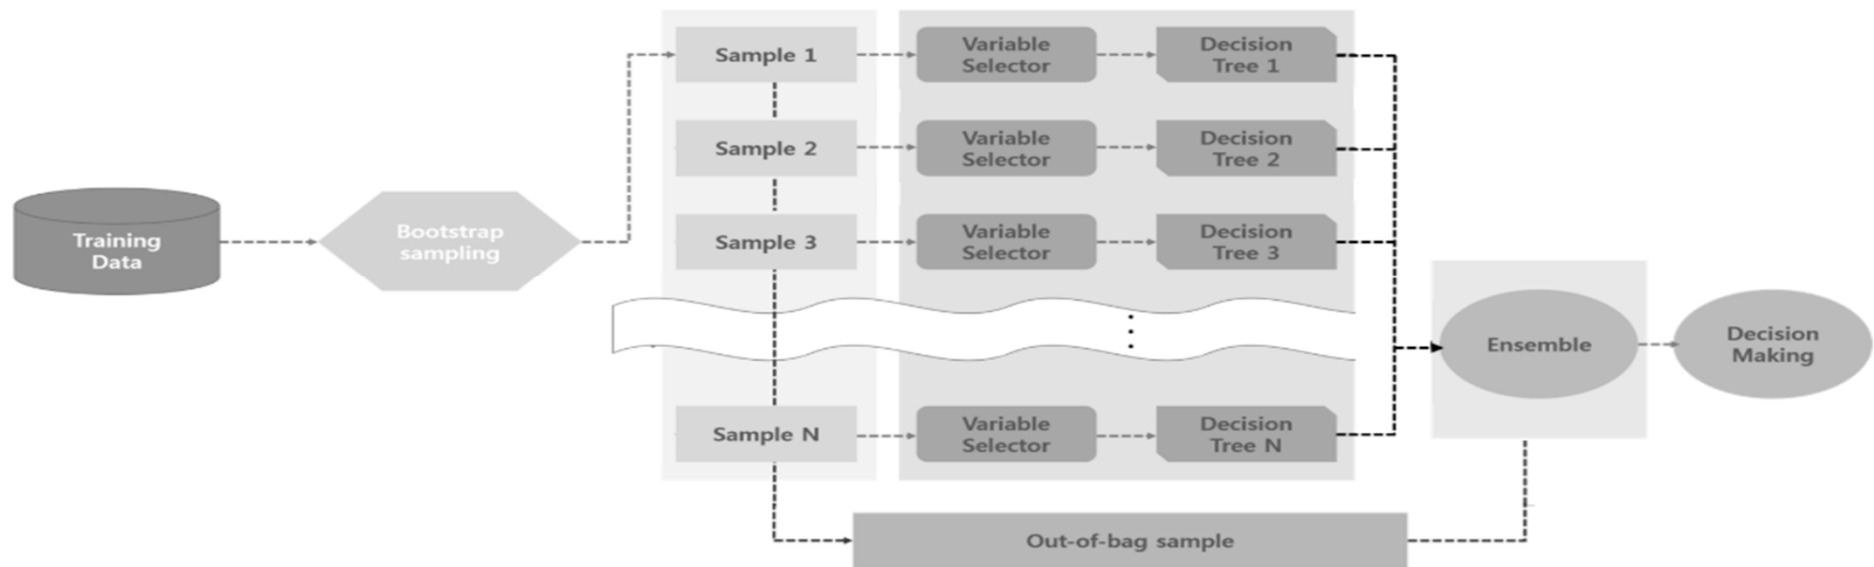 Training
Data
Bootstrap
sampling
Sample 1
Variable
Selector
Decision
Tree 1
Sample 2
Variable
Selector
Decision
Tree 2
Sample 3
Variable
Selector
Decision
Tree 3
Sample N
Variable
Selector
Decision
Tree N
Out-of-bag sample
Ensemble
Decision
Making